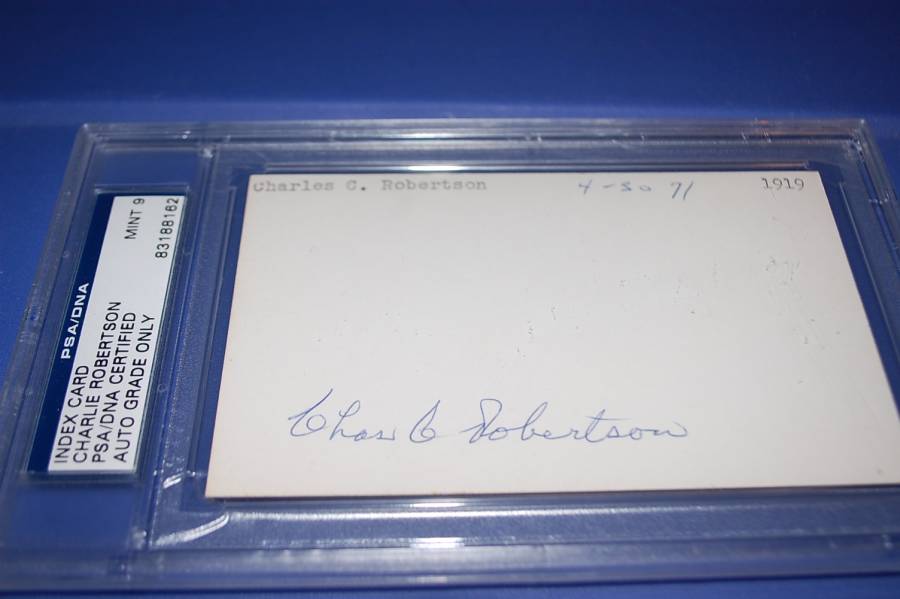 PSA/DNA
INDEX CARD
CHARLIE ROBERTSON
PSA/DNA CERTIFIED
AUTO GRADE ONLY
MINT 9
83188162
Charles C. Robertson 4-30 71 1919
Chas C Robertson